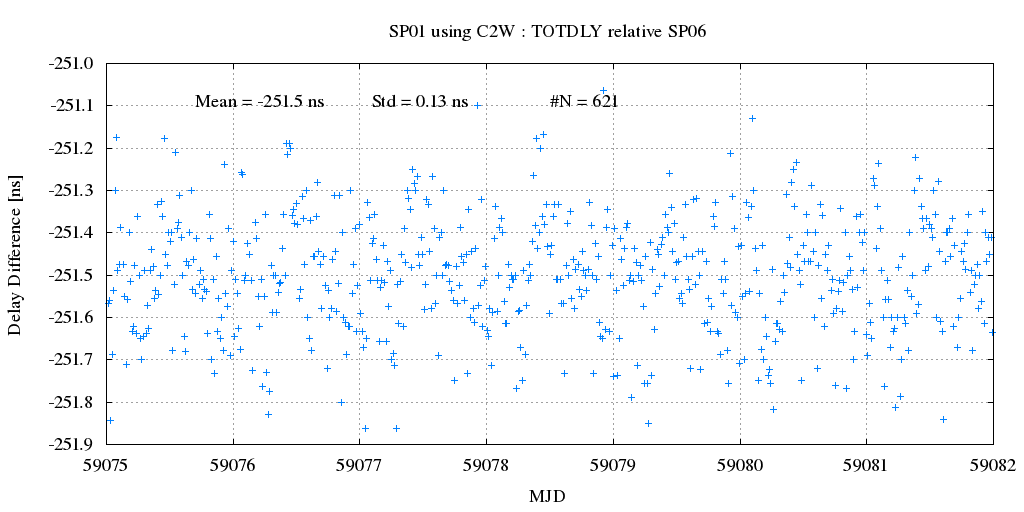 SP01 using C2W : TOTDLY relative SP06
-251.0
Mean = -251.5 ns Std = 0.13 ns #N = 621
-251.1
-251.2
-251.3
-251.4
-251.5
-251.6
-251.7
-251.8
-251.9
Delay Difference [ns]
59075 59076 59077 59078 59079 59080 59081 59082
MJD